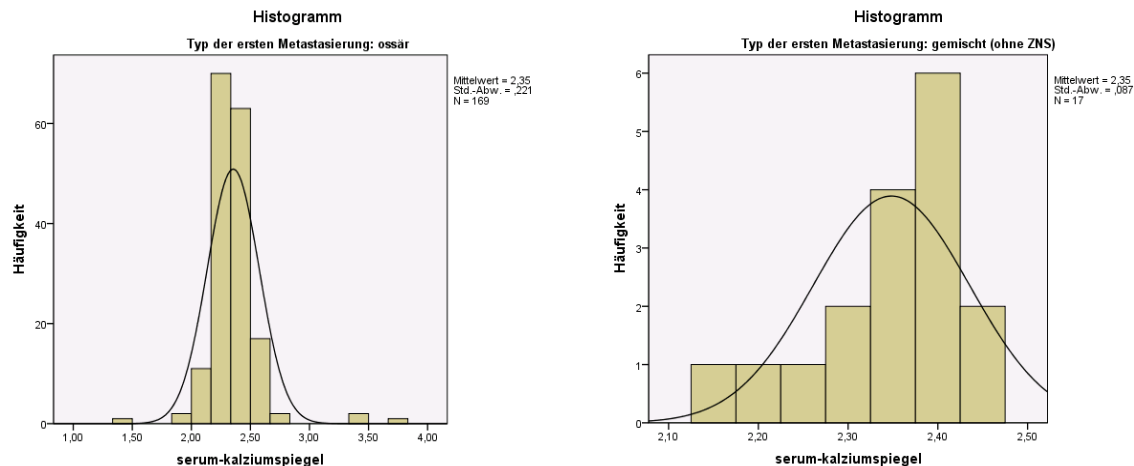 Histogramm
Typ der ersten Metastasierung: ossär
Mittelwert = 2,35
Std.-Abw. = ,221
N = 169
Häufigkeit
60
40
20
0
1,00 1,50 2,00 2,50 3,00 3,50 4,00
serum-kalziumspiegel
Histogramm
Typ der ersten Metastasierung: gemischt (ohne ZNS)
Mittelwert = 2,35
Std.-Abw. = ,087
N = 17
Häufigkeit
6
5
4
3
2
1
0
2,10 2,20 2,30 2,40 2,50
serum-kalziumspiegel